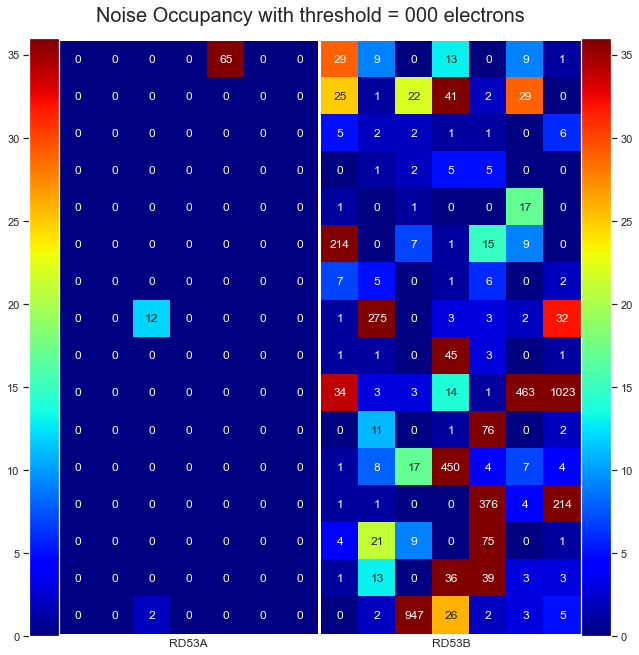 Noise Occupancy with threshold = 000 electrons
35 0 0 0 0 65 0 0 29 9 0 13 0 9 1 35
0 0 0 0 0 0 0 25 1 22 41 2 29 0
30 0 0 0 0 0 0 0 5 2 2 1 1 0 6 30
0 0 0 0 0 0 0 0 1 2 5 5 0 0
25 0 0 0 0 0 0 0 1 0 1 0 0 17 0 25
0 0 0 0 0 0 0 214 0 7 1 15 9 0
20 0 0 0 0 0 0 0 7 5 0 1 6 0 2 20
0 0 12 0 0 0 0 1 275 0 3 3 2 32
0 0 0 0 0 0 0 1 1 0 45 3 0 1
15 0 0 0 0 0 0 0 34 3 3 14 1 463 1023 15
0 0 0 0 0 0 0 0 11 0 1 76 0 2
10 0 0 0 0 0 0 0 1 8 17 450 4 7 4 10
0 0 0 0 0 0 0 1 1 0 0 376 4 214
5 0 0 0 0 0 0 0 4 21 9 0 75 0 1 5
0 0 0 0 0 0 0 1 13 0 36 39 3 3
0 0 2 0 0 0 0 0 2 947 26 2 3 5
0 RD53A RD53B 0